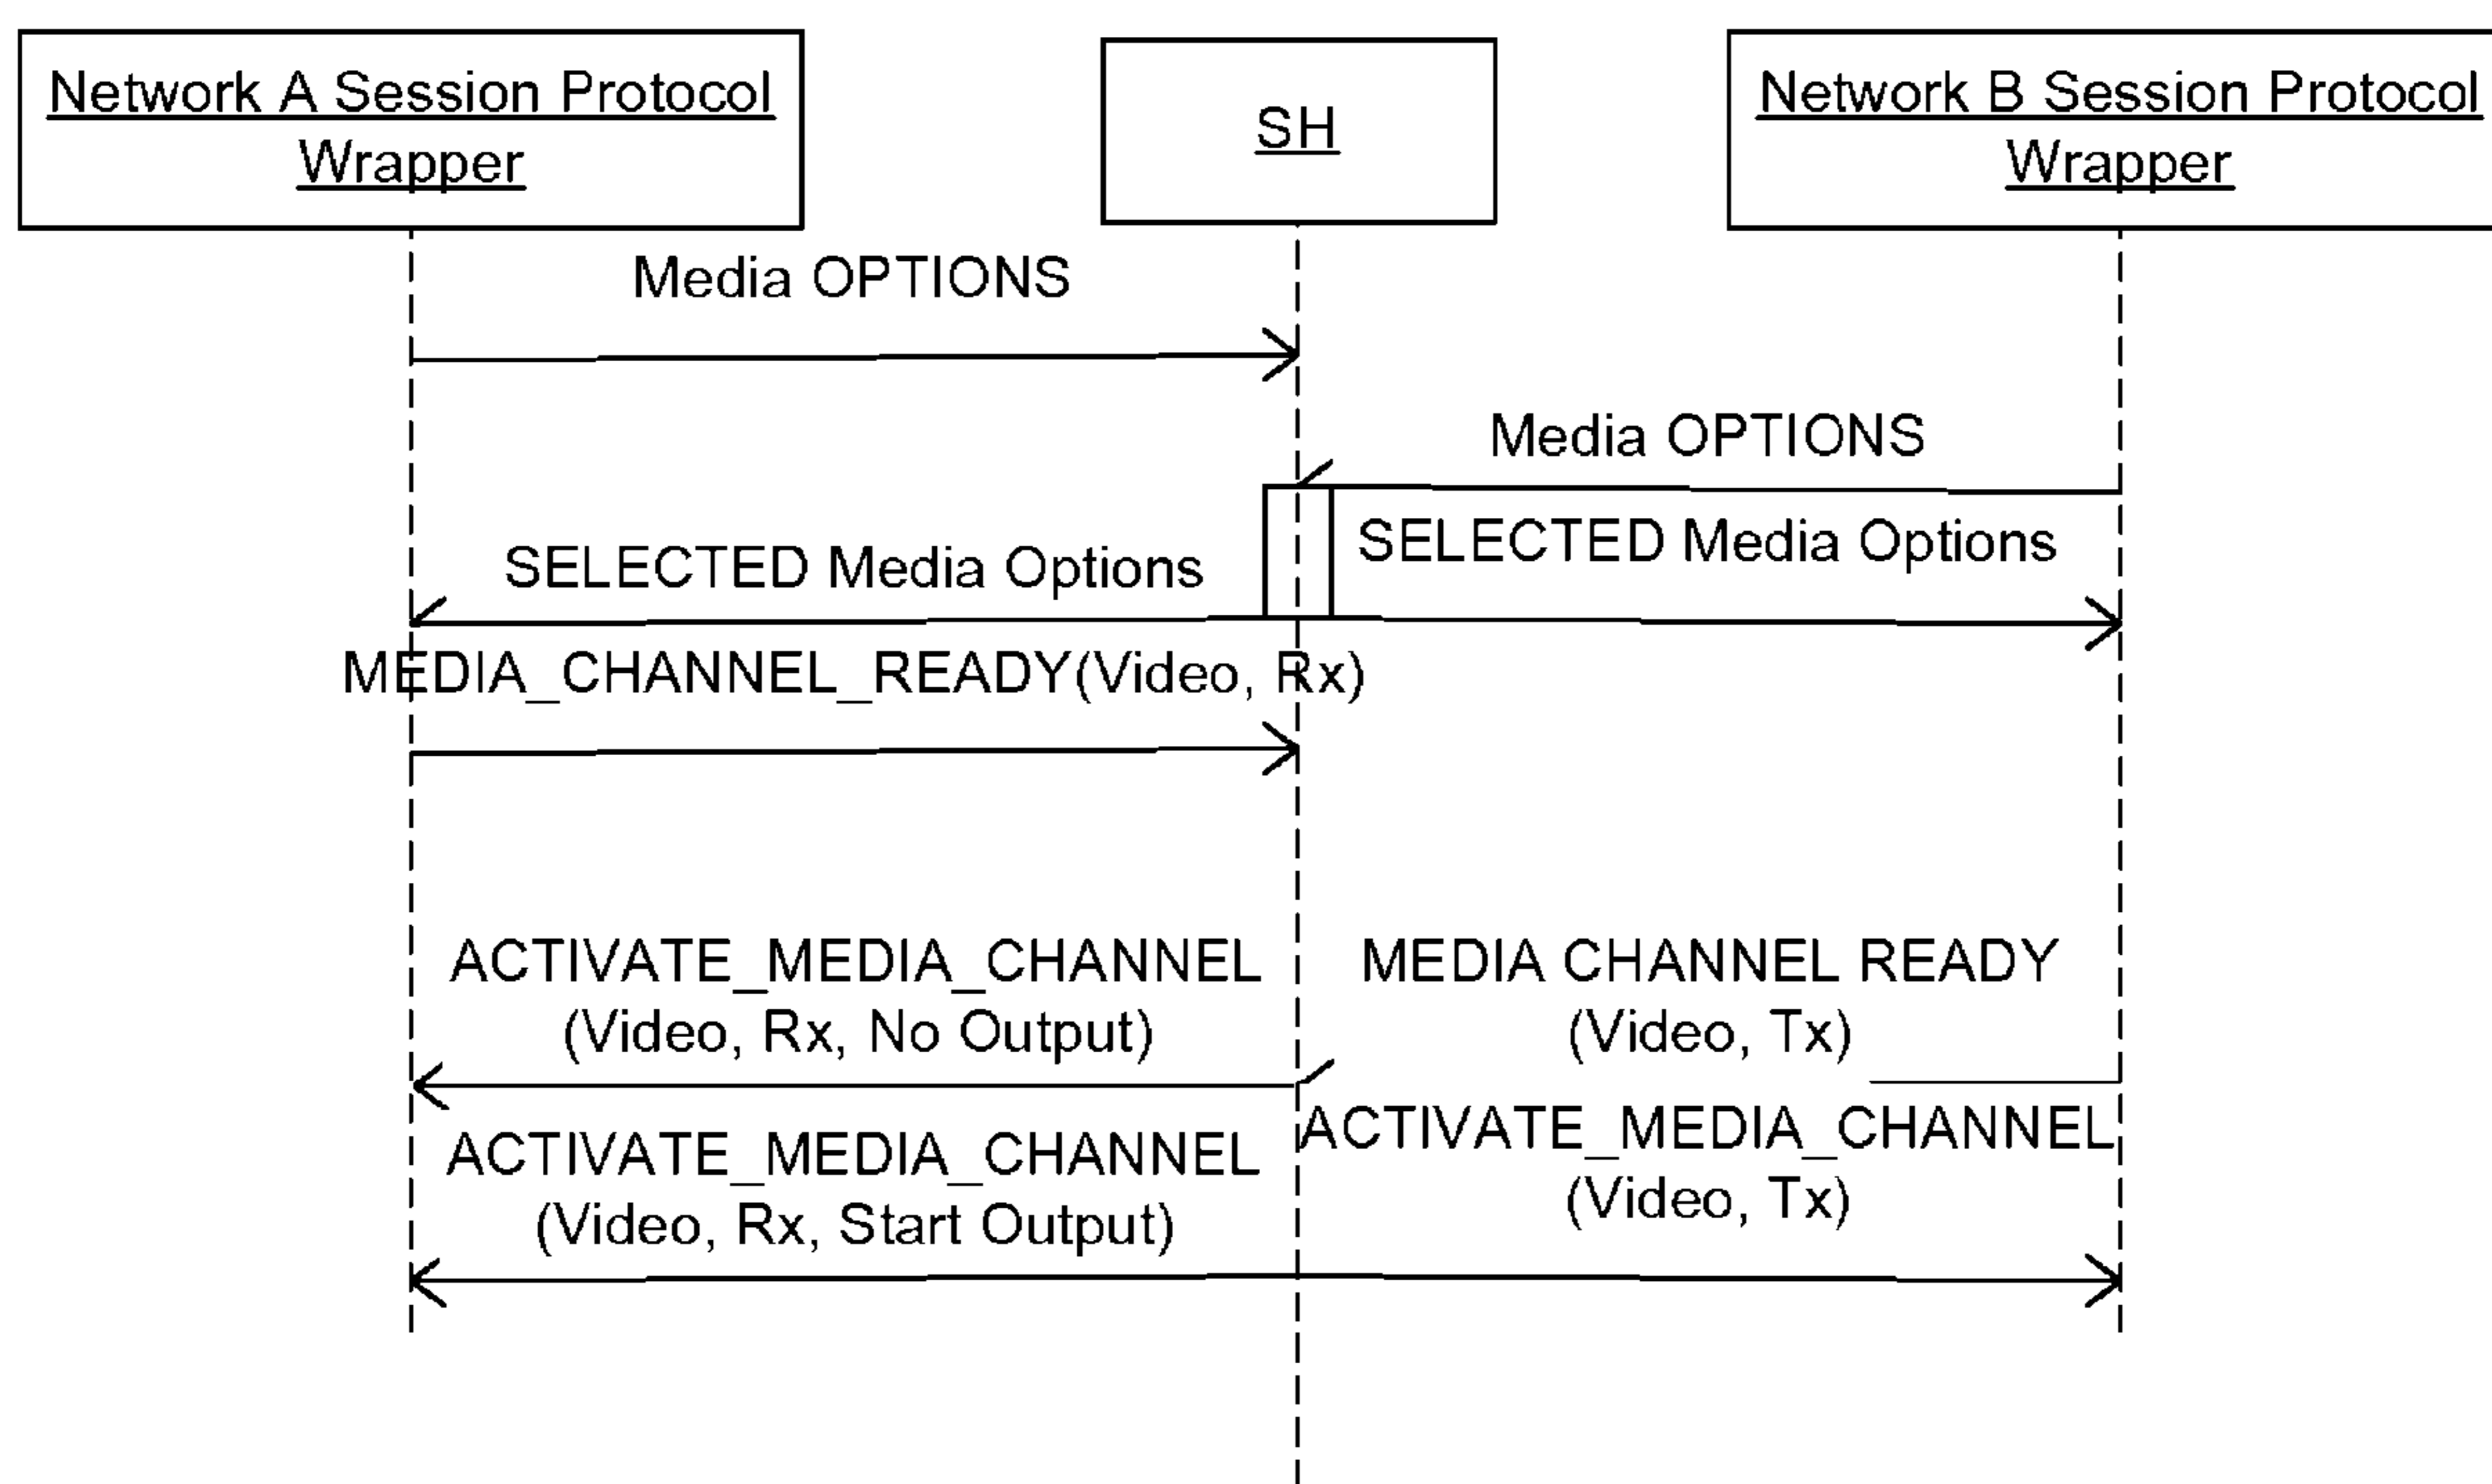 Network A Session Protocol
Wrapper
SH
Network B Session Protocol
Wrapper
Media OPTIONS
Media OPTIONS
SELECTED Media Options
SELECTED Media Options
MEDIA_CHANNEL_READY(Video, Rx)
ACTIVATE_MEDIA_CHANNEL
(Video, Rx, No Output)
MEDIA CHANNEL READY
(Video, Tx)
ACTIVATE_MEDIA_CHANNEL
(Video, Tx)
ACTIVATE_MEDIA_CHANNEL
(Video, Rx, Start Output)